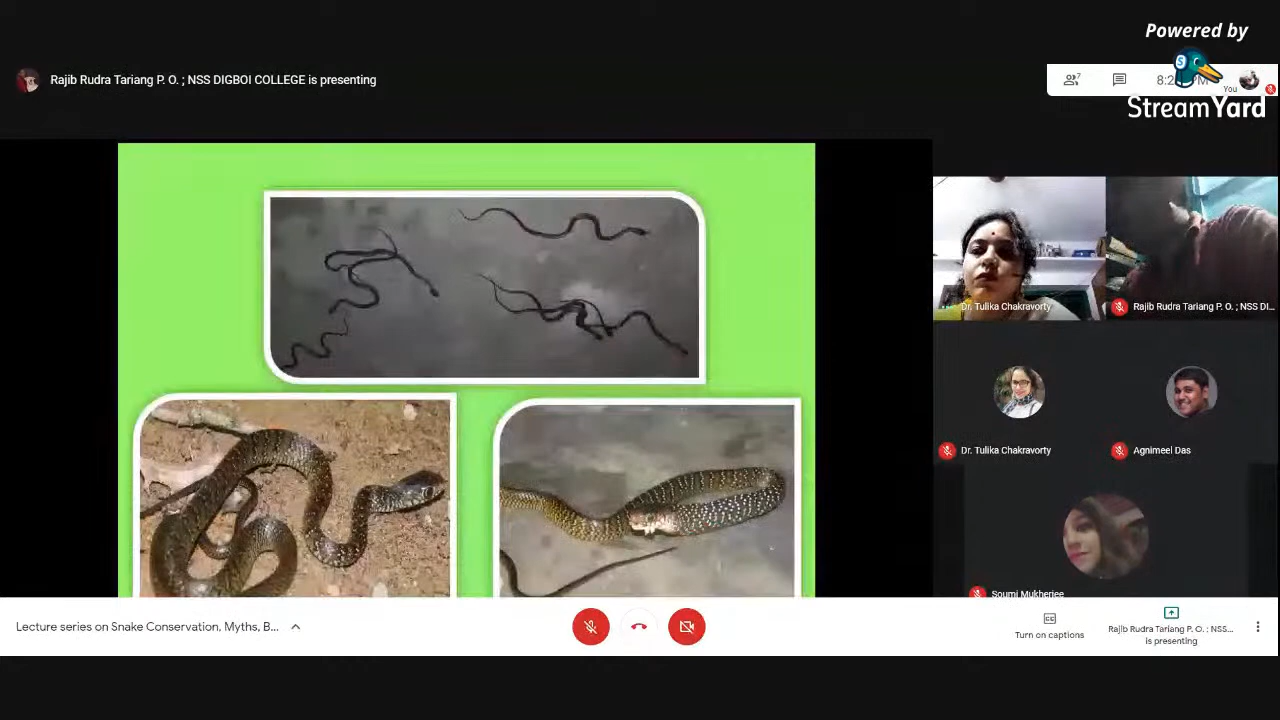 Powered by
StreamYard
Rajib Rudra Tariang P. O. ; NSS DIGBOI COLLEGE is presenting
7
You
Dr. Tulika Chakravorty
Rajib Rudra Tariang P. O. ; NSS DI...
Dr. Tulika Chakravorty
Agnimeel Das
Soumi Mukherjee
Lecture series on Snake Conservation, Myths, B...
Turn on captions
Rajib Rudra Tariang P. O. ; NSS...
is presenting